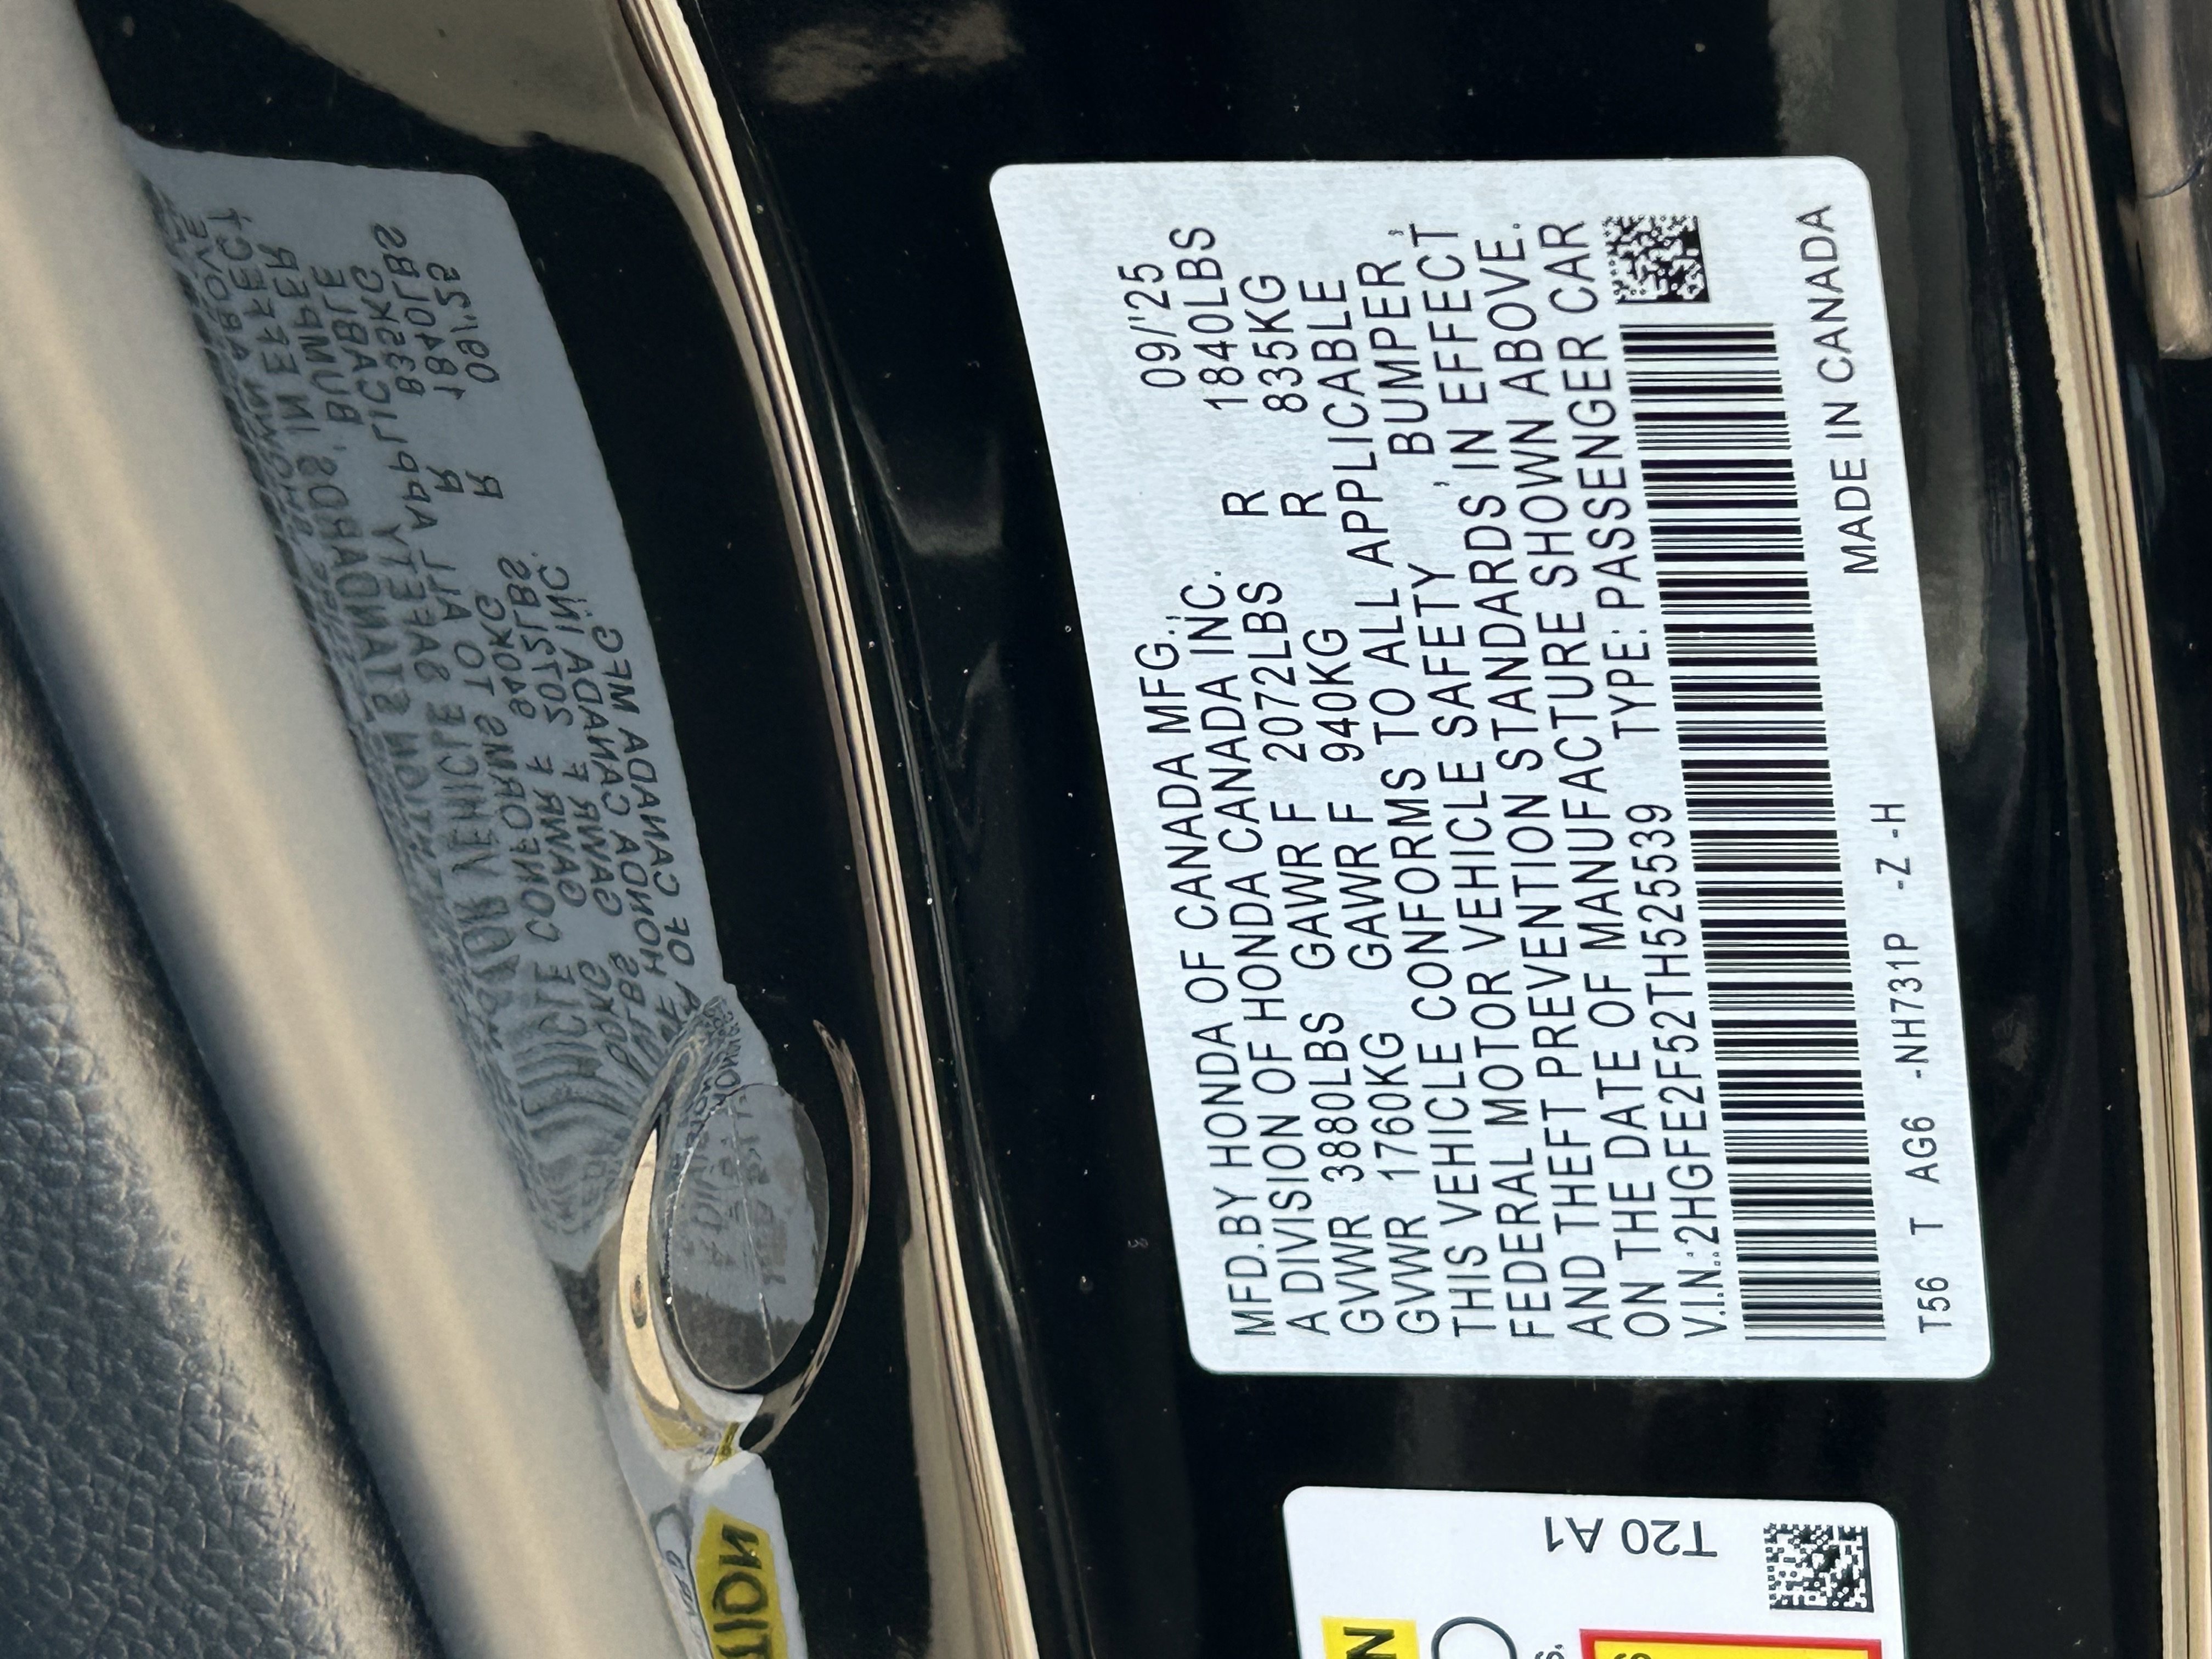 MFD.BY HONDA OF CANADA MFG., 09/'25
A DIVISION OF HONDA CANADA INC.
GVWR 3880LBS GAWR F 2072LBS R 1840LBS
GVWR 1760KG GAWR F 940KG R 835KG
THIS VEHICLE CONFORMS TO ALL APPLICABLE
FEDERAL MOTOR VEHICLE SAFETY , BUMPER ,
AND THEFT PREVENTION STANDARDS IN EFFECT
ON THE DATE OF MANUFACTURE SHOWN ABOVE.
V.I.N.:2HGFE2F52TH525539 TYPE: PASSENGER CAR
T56 T AG6 -NH731P -Z -H MADE IN CANADA
T20 A1